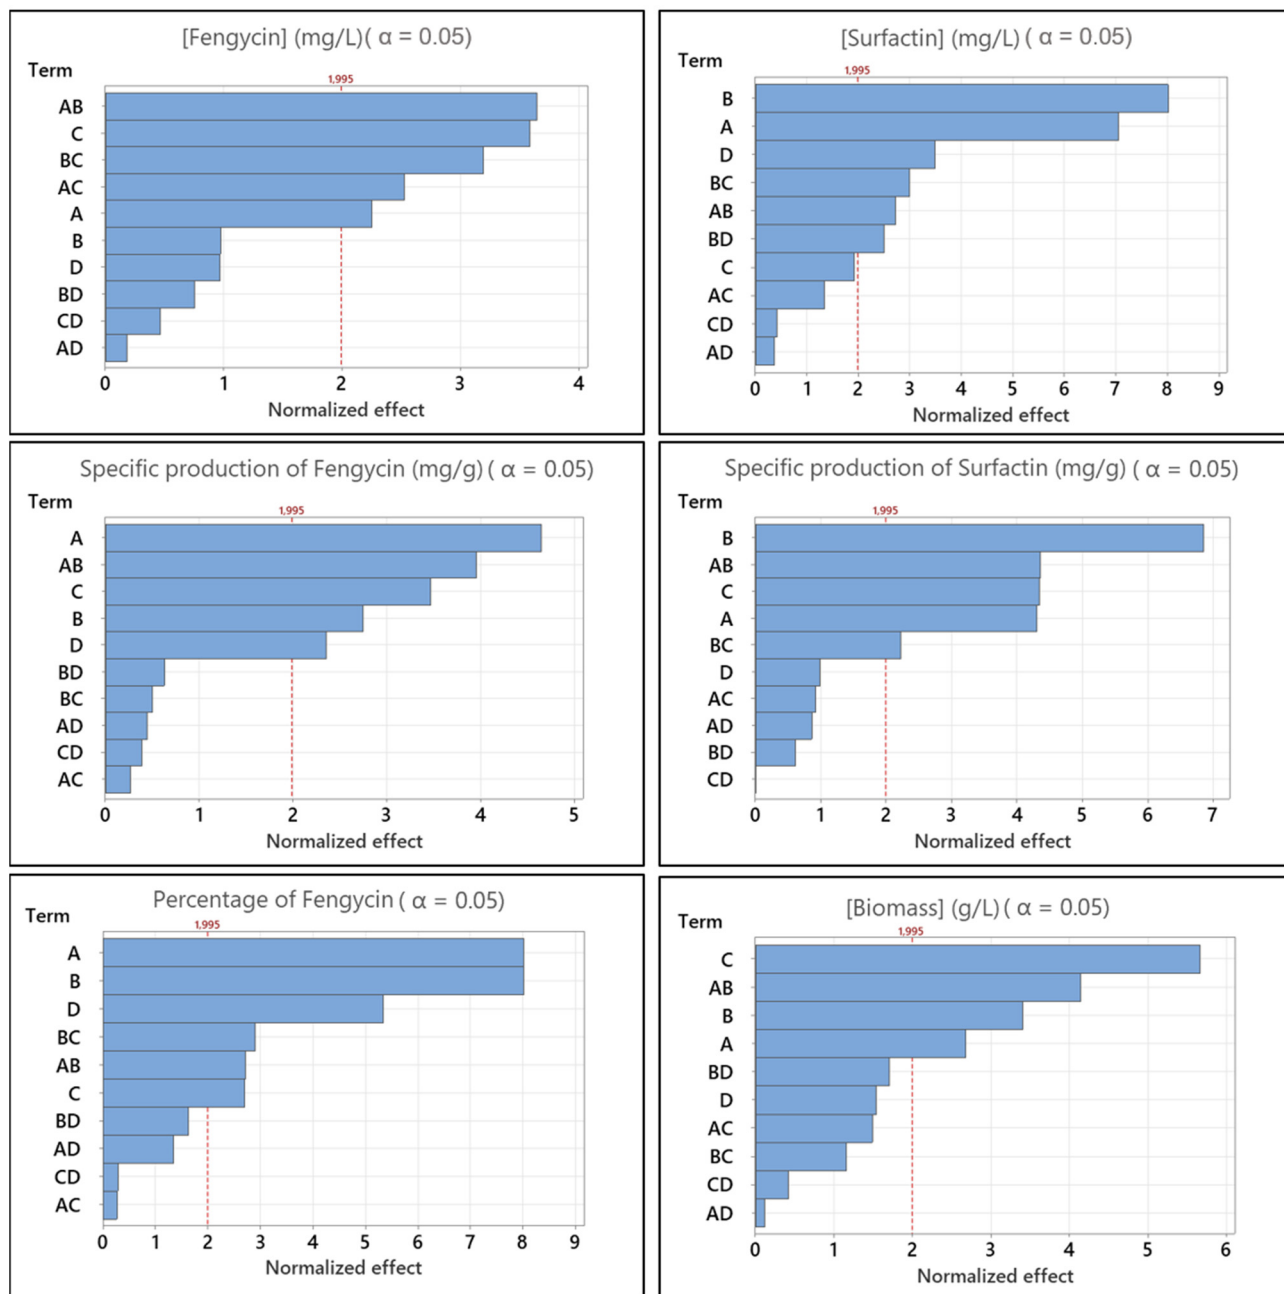 [Fengycin] (mg/L)( α = 0.05)
Term
1,995
AB
C
BC
AC
A
B
D
BD
CD
AD
0 1 2 3 4
Normalized effect
[Surfactin] (mg/L) ( α = 0.05)
Term
1,995
B
A
D
BC
AB
BD
C
AC
CD
AD
0 1 2 3 4 5 6 7 8 9
Normalized effect
Specific production of Fengycin (mg/g) ( α = 0.05)
Term
1,995
A
AB
C
B
D
BD
BC
AD
CD
AC
0 1 2 3 4 5
Normalized effect
Specific production of Surfactin (mg/g) ( α = 0.05)
Term
1,995
B
AB
C
A
BC
D
AC
AD
BD
CD
0 1 2 3 4 5 6 7
Normalized effect
Percentage of Fengycin ( α = 0.05)
Term
1,995
A
B
D
BC
AB
C
BD
AD
CD
AC
0 1 2 3 4 5 6 7 8 9
Normalized effect
[Biomass] (g/L) ( α = 0.05)
Term
1,995
C
AB
B
A
BD
D
AC
BC
CD
AD
0 1 2 3 4 5 6
Normalized effect